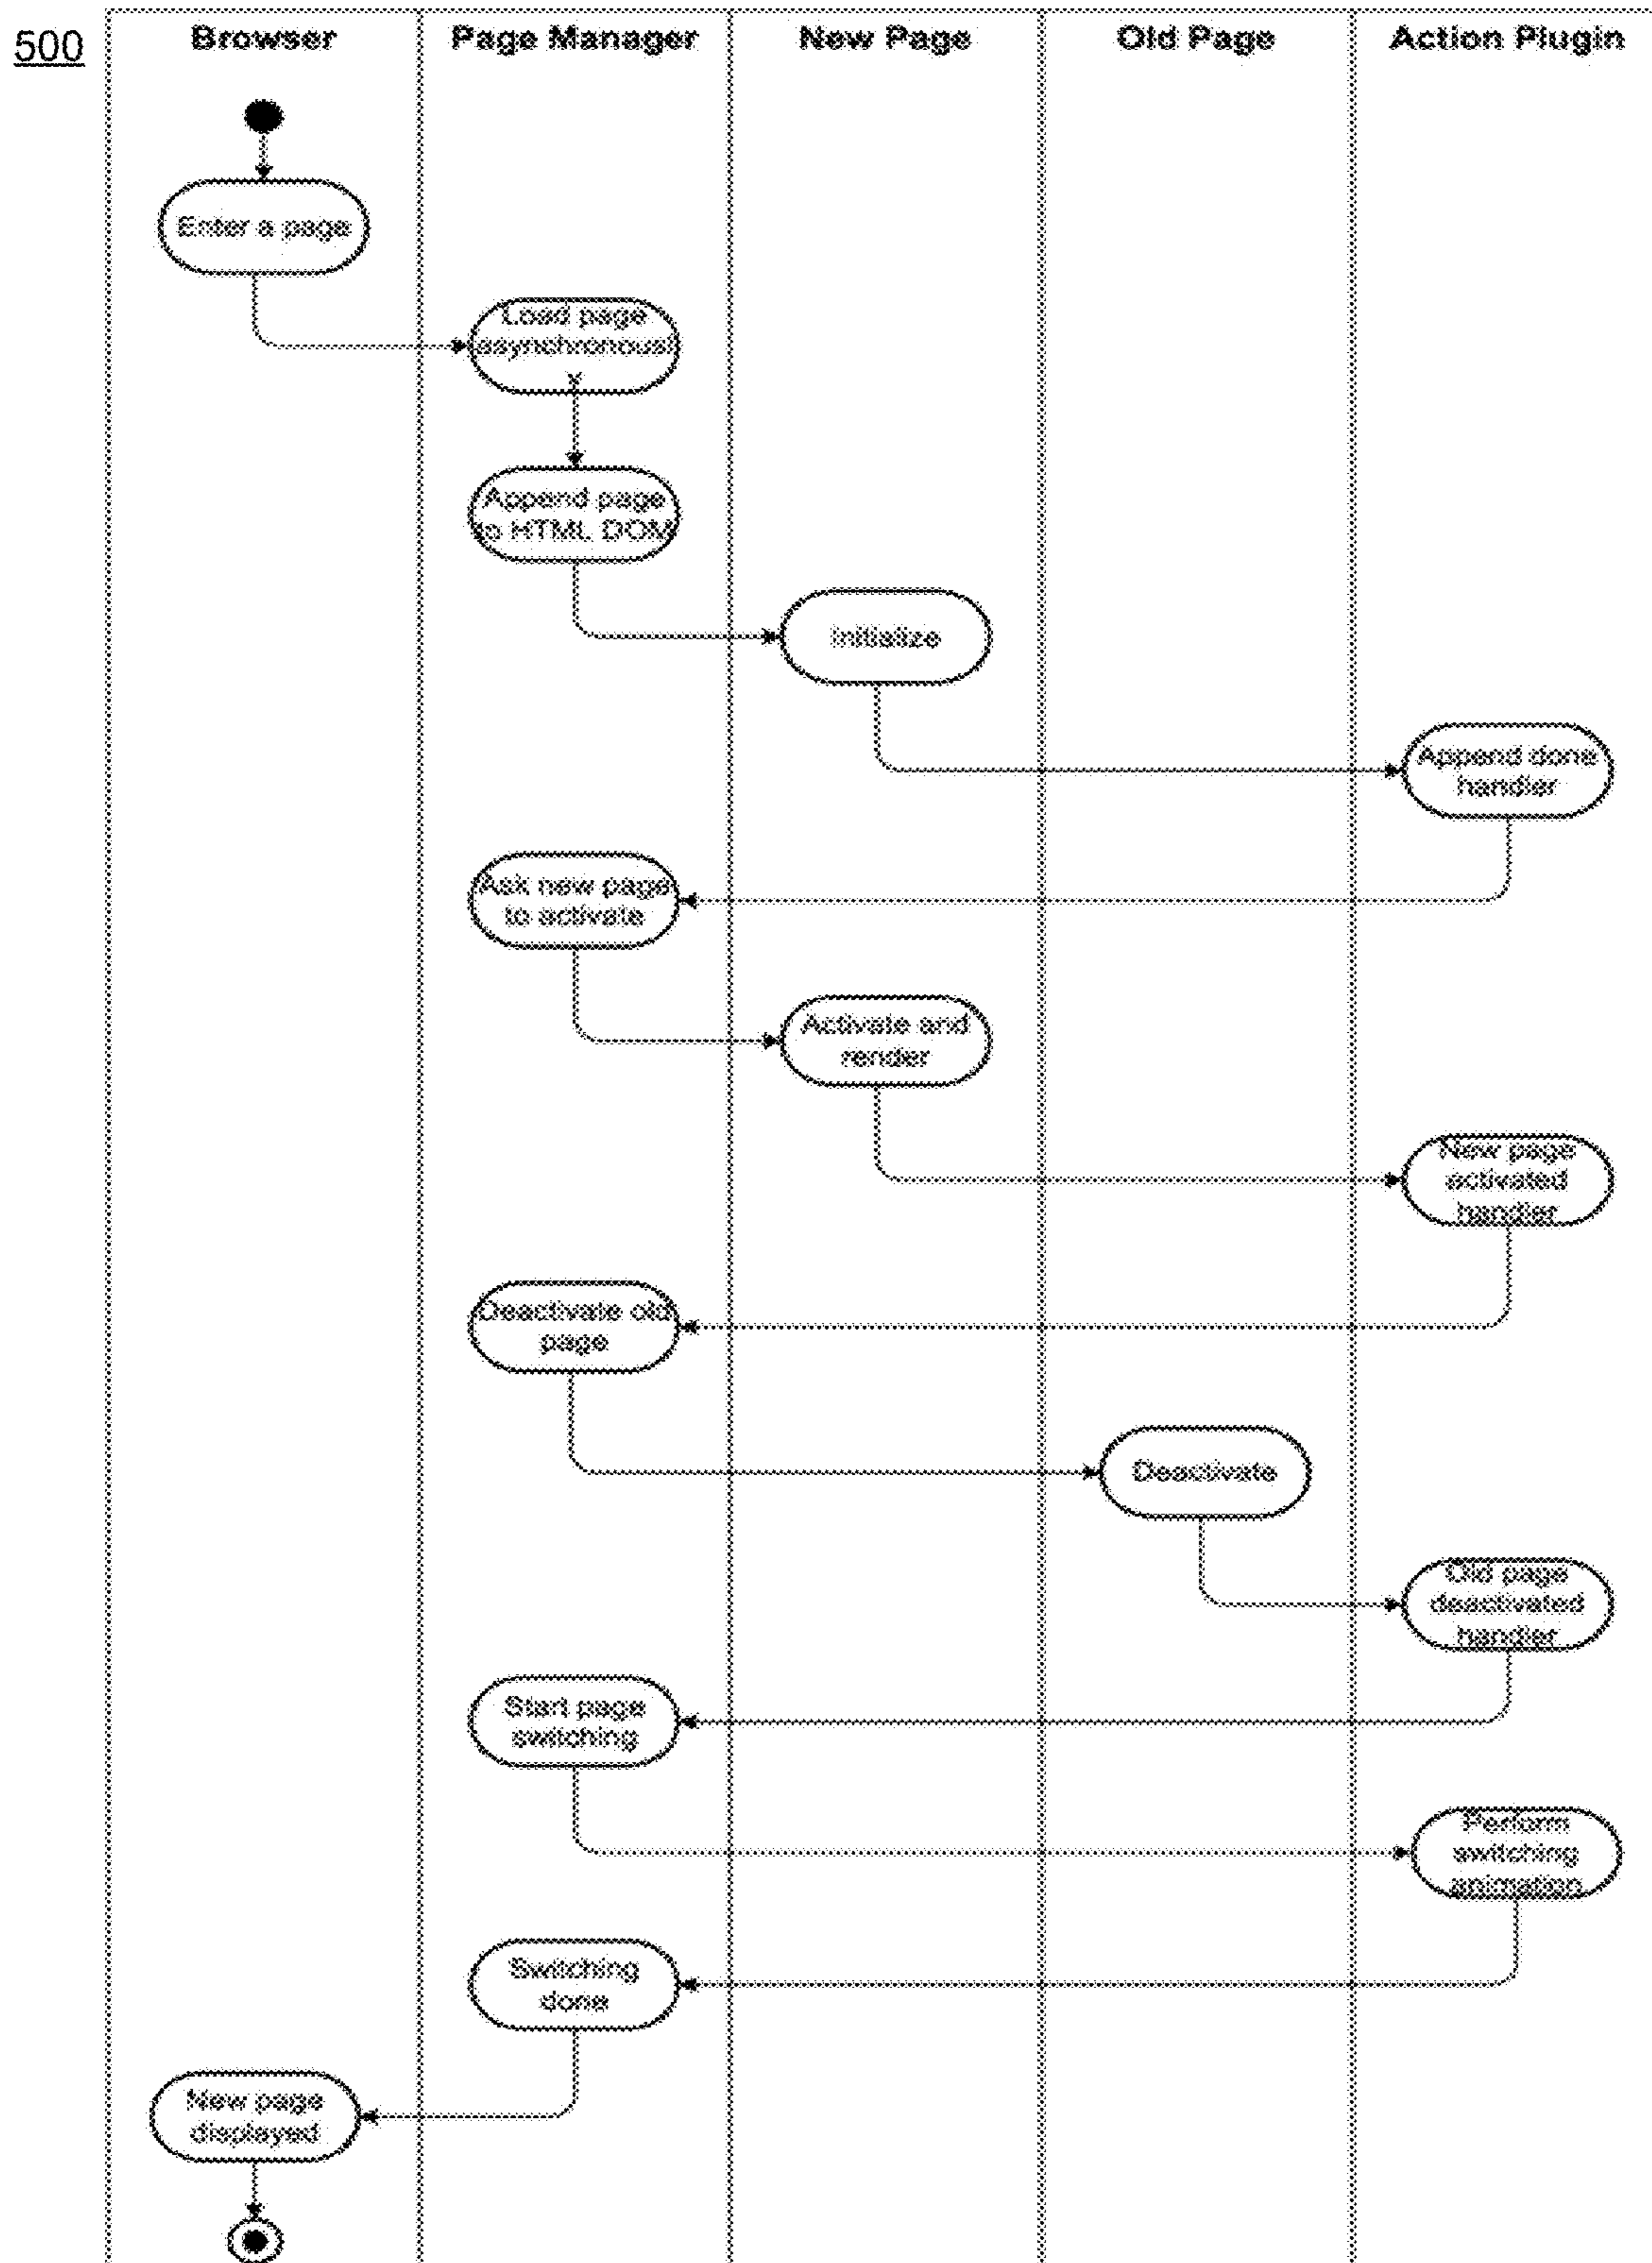 500
Browser
Page Manager
New Page
Old Page
Action Plugin
Enter a page
Load page
asynchronousl
y
Append page
to HTML DOM
Initialize
Append done
handler
Ask new page
to activate
Activate and
render
New page
activated
handler
Deactivate old
page
Deactivate
Old page
deactivated
handler
Start page
switching
Perform
switching
animation
Switching
done
New page
displayed